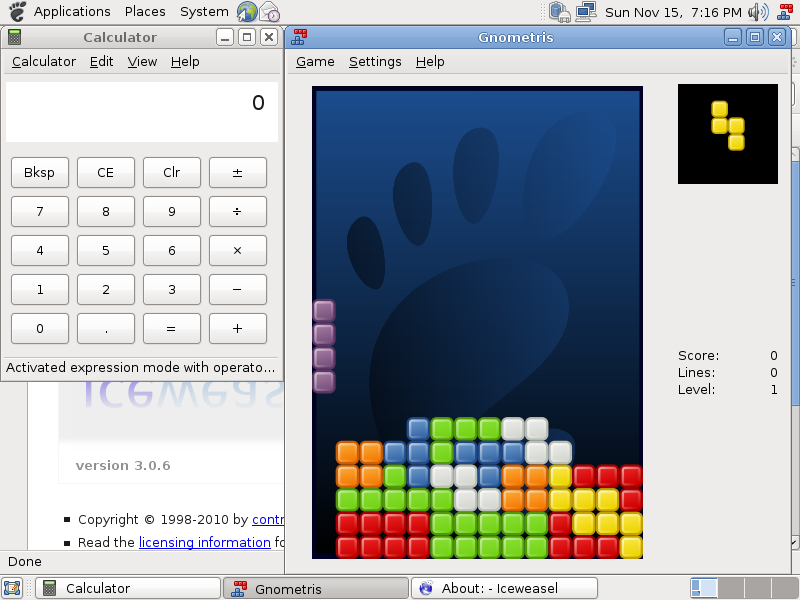 Applications Places System
Sun Nov 15, 7:16 PM
Calculator
Calculator Edit View Help
0
Bksp CE Clr ±
7 8 9 ÷
4 5 6 ×
1 2 3 −
0 . = +
Activated expression mode with operato...
Gnometris
Game Settings Help
Score: 0
Lines: 0
Level: 1
version 3.0.6
Copyright © 1998-2010 by contr
Read the licensing information fo
Done
Calculator
Gnometris
About: - Iceweasel